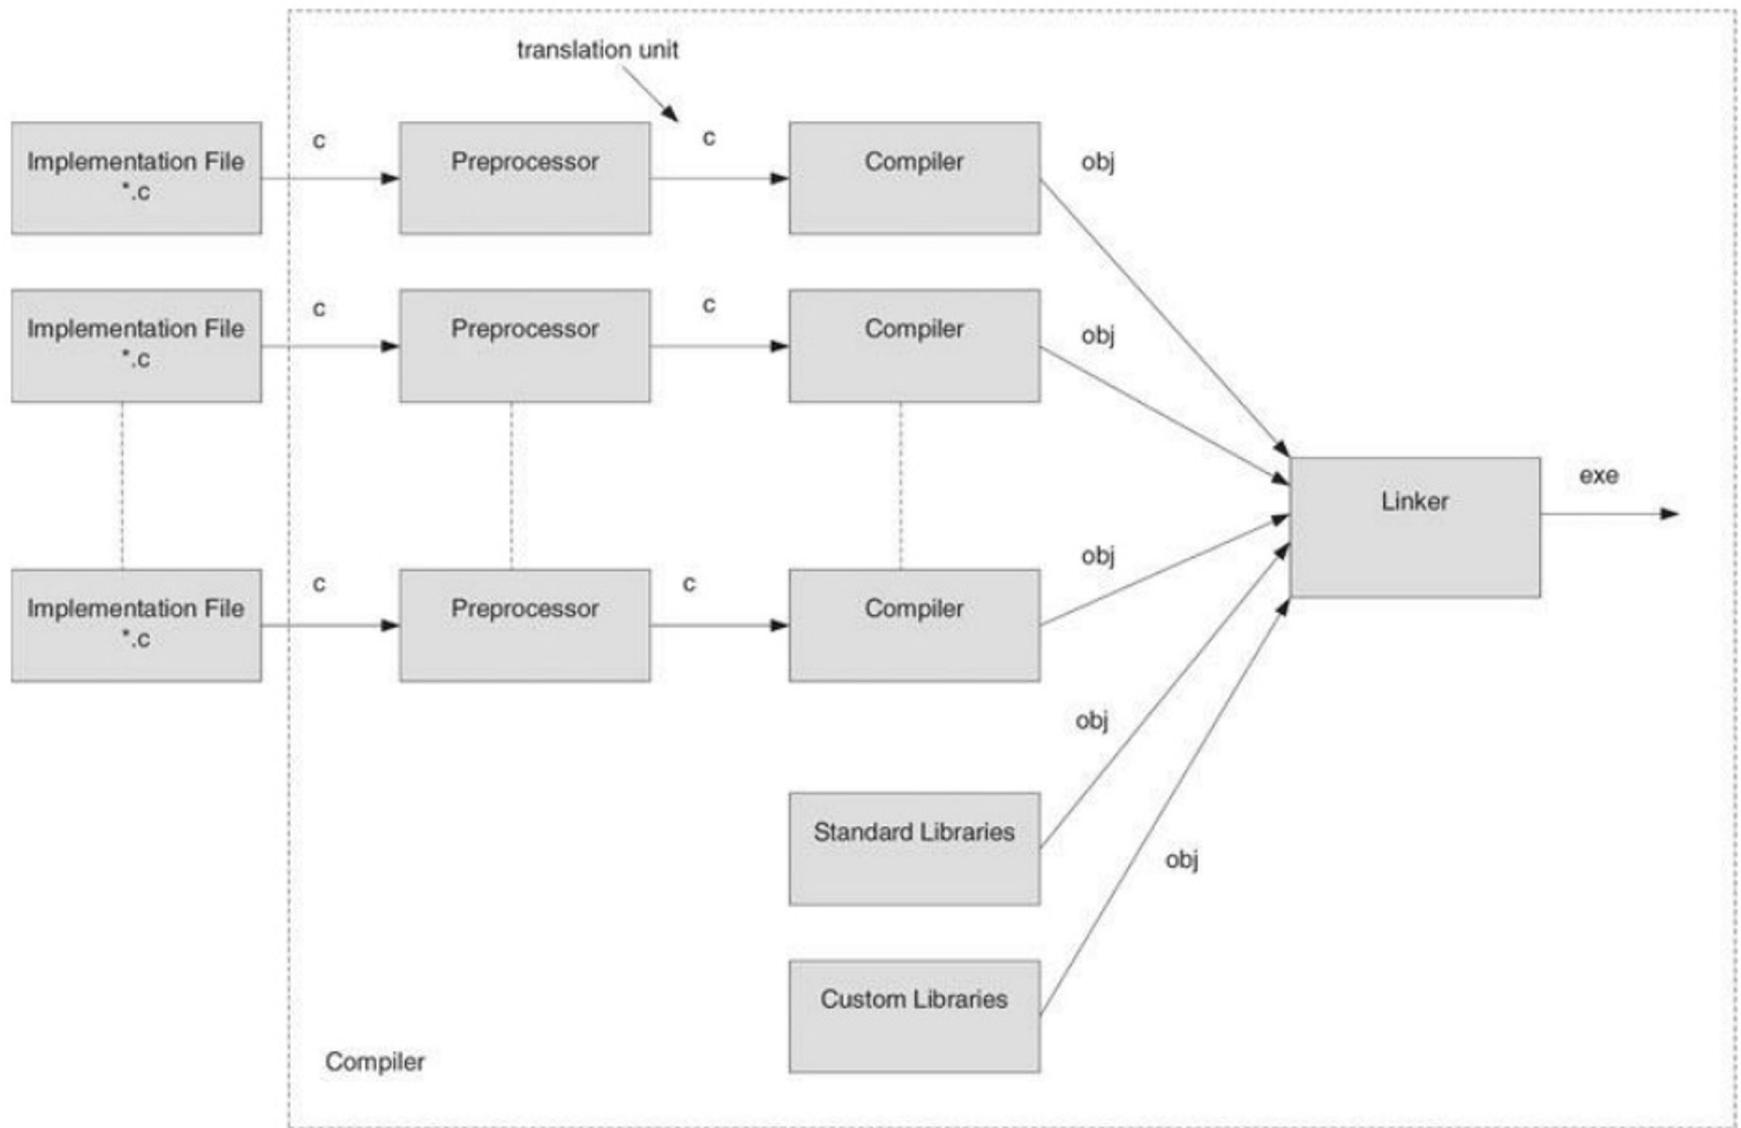 translation unit
Implementation File
*.c
c
Preprocessor
c
Compiler
obj
Implementation File
*.c
c
Preprocessor
c
Compiler
obj
Linker
exe
Implementation File
*.c
c
Preprocessor
c
Compiler
obj
obj
Standard Libraries
obj
Custom Libraries
Compiler